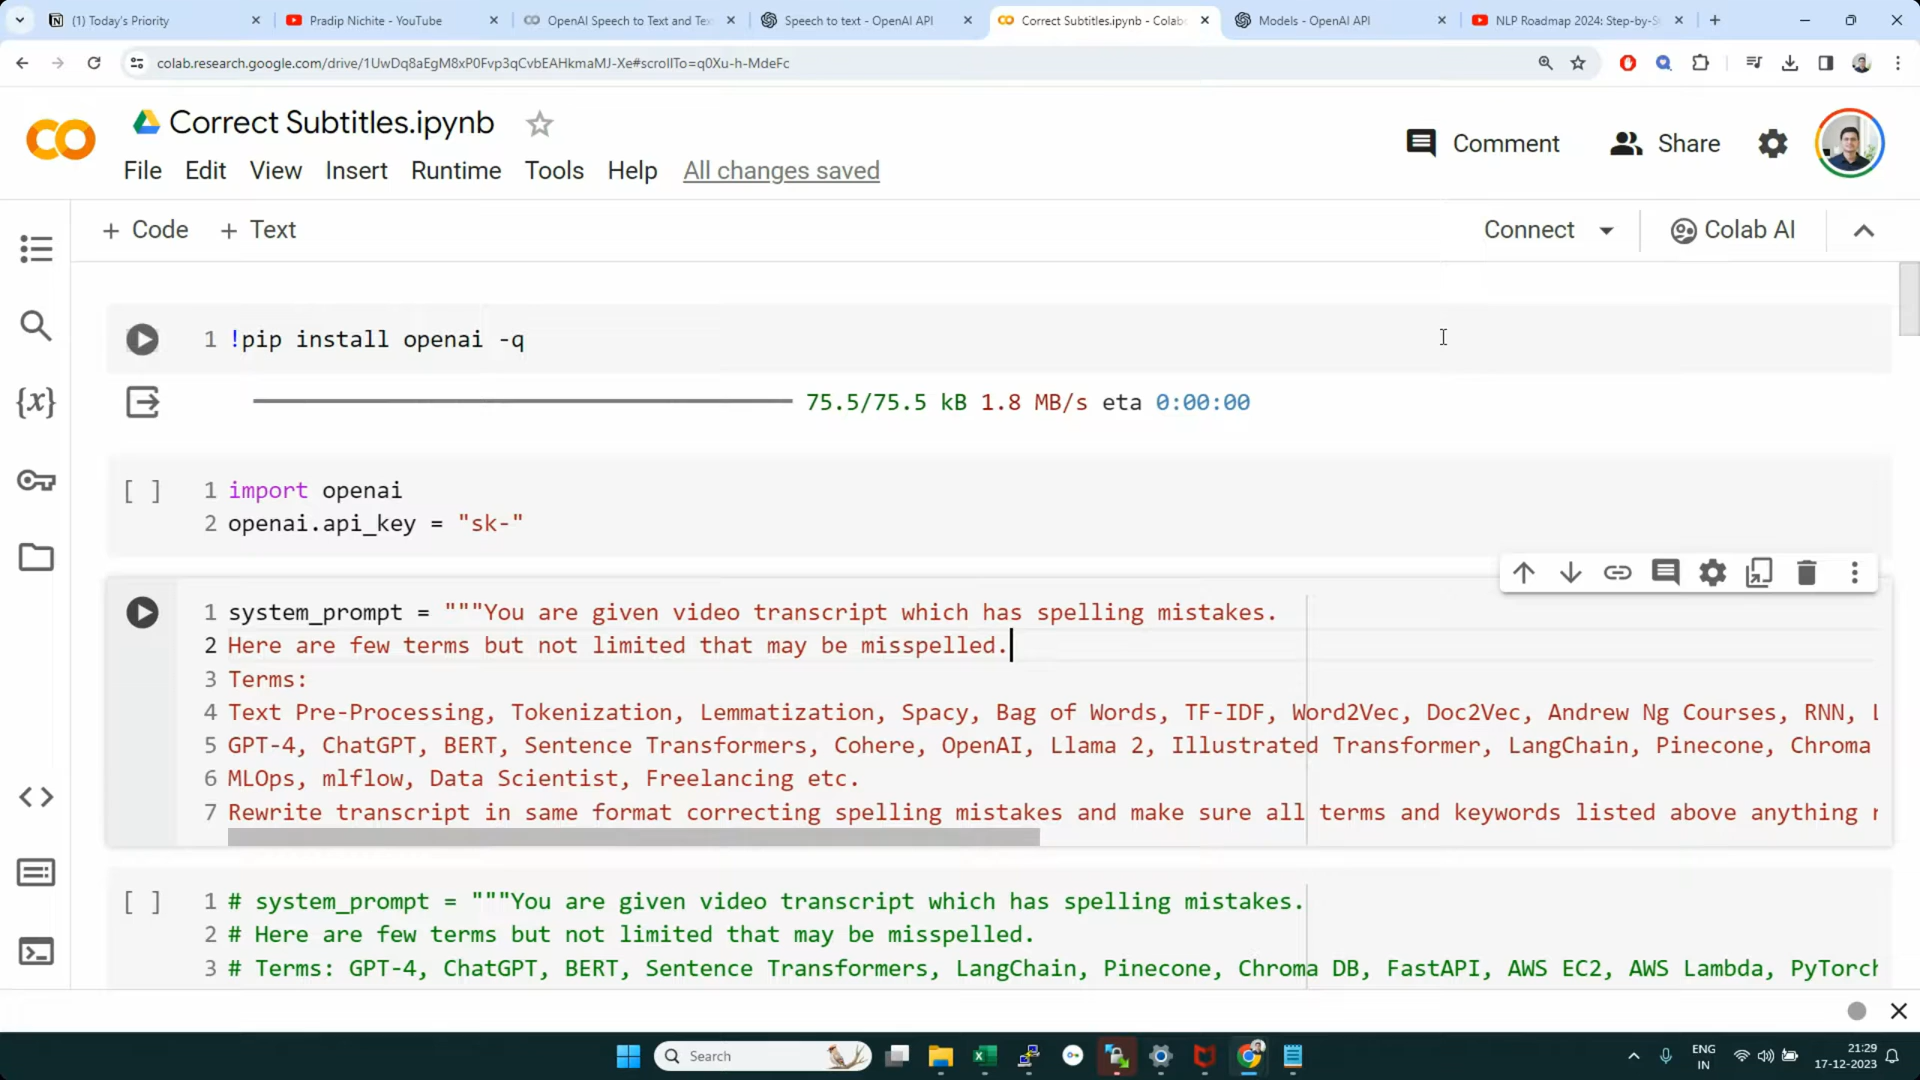 (1) Today's Priority
Pradip Nichite - YouTube
OpenAI Speech to Text and Tex
Speech to text - OpenAI API
Correct Subtitles.ipynb - Colab
Models - OpenAI API
NLP Roadmap 2024: Step-by-S
colab.research.google.com/drive/1UwDq8aEgM8xP0Fvp3qCvbEAHkmaMJ-Xe#scrollTo=q0Xu-h-MdeFc
CO
Correct Subtitles.ipynb
Comment
Share
File Edit View Insert Runtime Tools Help All changes saved
+ Code + Text
Connect
Colab AI
1 !pip install openai -q
75.5/75.5 kB 1.8 MB/s eta 0:00:00
{x}
[ ] 1 import openai
2 openai.api_key = "sk-"
1 system_prompt = """You are given video transcript which has spelling mistakes.
2 Here are few terms but not limited that may be misspelled.
3 Terms:
4 Text Pre-Processing, Tokenization, Lemmatization, Spacy, Bag of Words, TF-IDF, Word2Vec, Doc2Vec, Andrew Ng Courses, RNN, L
5 GPT-4, ChatGPT, BERT, Sentence Transformers, Cohere, OpenAI, Llama 2, Illustrated Transformer, LangChain, Pinecone, Chroma
6 MLOps, mlflow, Data Scientist, Freelancing etc.
7 Rewrite transcript in same format correcting spelling mistakes and make sure all terms and keywords listed above anything r
[ ] 1 # system_prompt = """You are given video transcript which has spelling mistakes.
2 # Here are few terms but not limited that may be misspelled.
3 # Terms: GPT-4, ChatGPT, BERT, Sentence Transformers, LangChain, Pinecone, Chroma DB, FastAPI, AWS EC2, AWS Lambda, PyTorch
Search
ENG
IN
21:29
17-12-2023